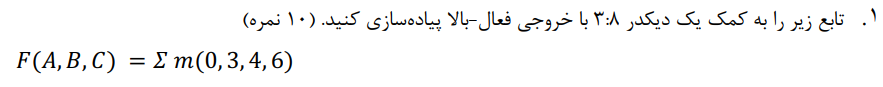 ۱. تابع زیر را به کمک یک دیکدر ۳:۸ با خروجی فعال-بالا پیاده‌سازی کنید. (۱۰ نمره)
F(A, B, C) = Σ m(0, 3, 4, 6)